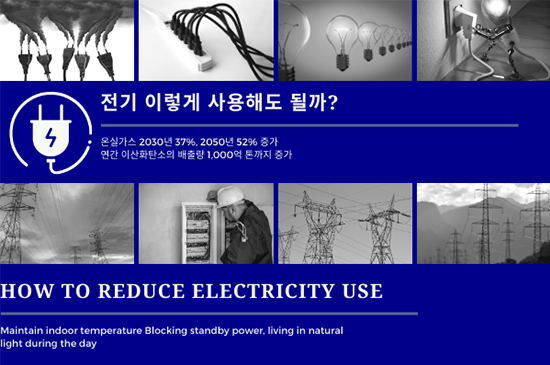 전기 이렇게 사용해도 될까?
온실가스 2030년 37%, 2050년 52% 증가
연간 이산화탄소의 배출량 1,000억 톤까지 증가
HOW TO REDUCE ELECTRICITY USE
Maintain indoor temperature Blocking standby power, living in natural
light during the day